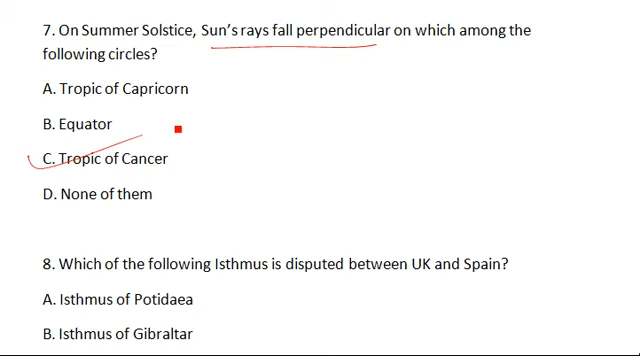 7. On Summer Solstice, Sun's rays fall perpendicular on which among the
following circles?
A. Tropic of Capricorn
B. Equator
C. Tropic of Cancer
D. None of them
8. Which of the following Isthmus is disputed between UK and Spain?
A. Isthmus of Potidaea
B. Isthmus of Gibraltar